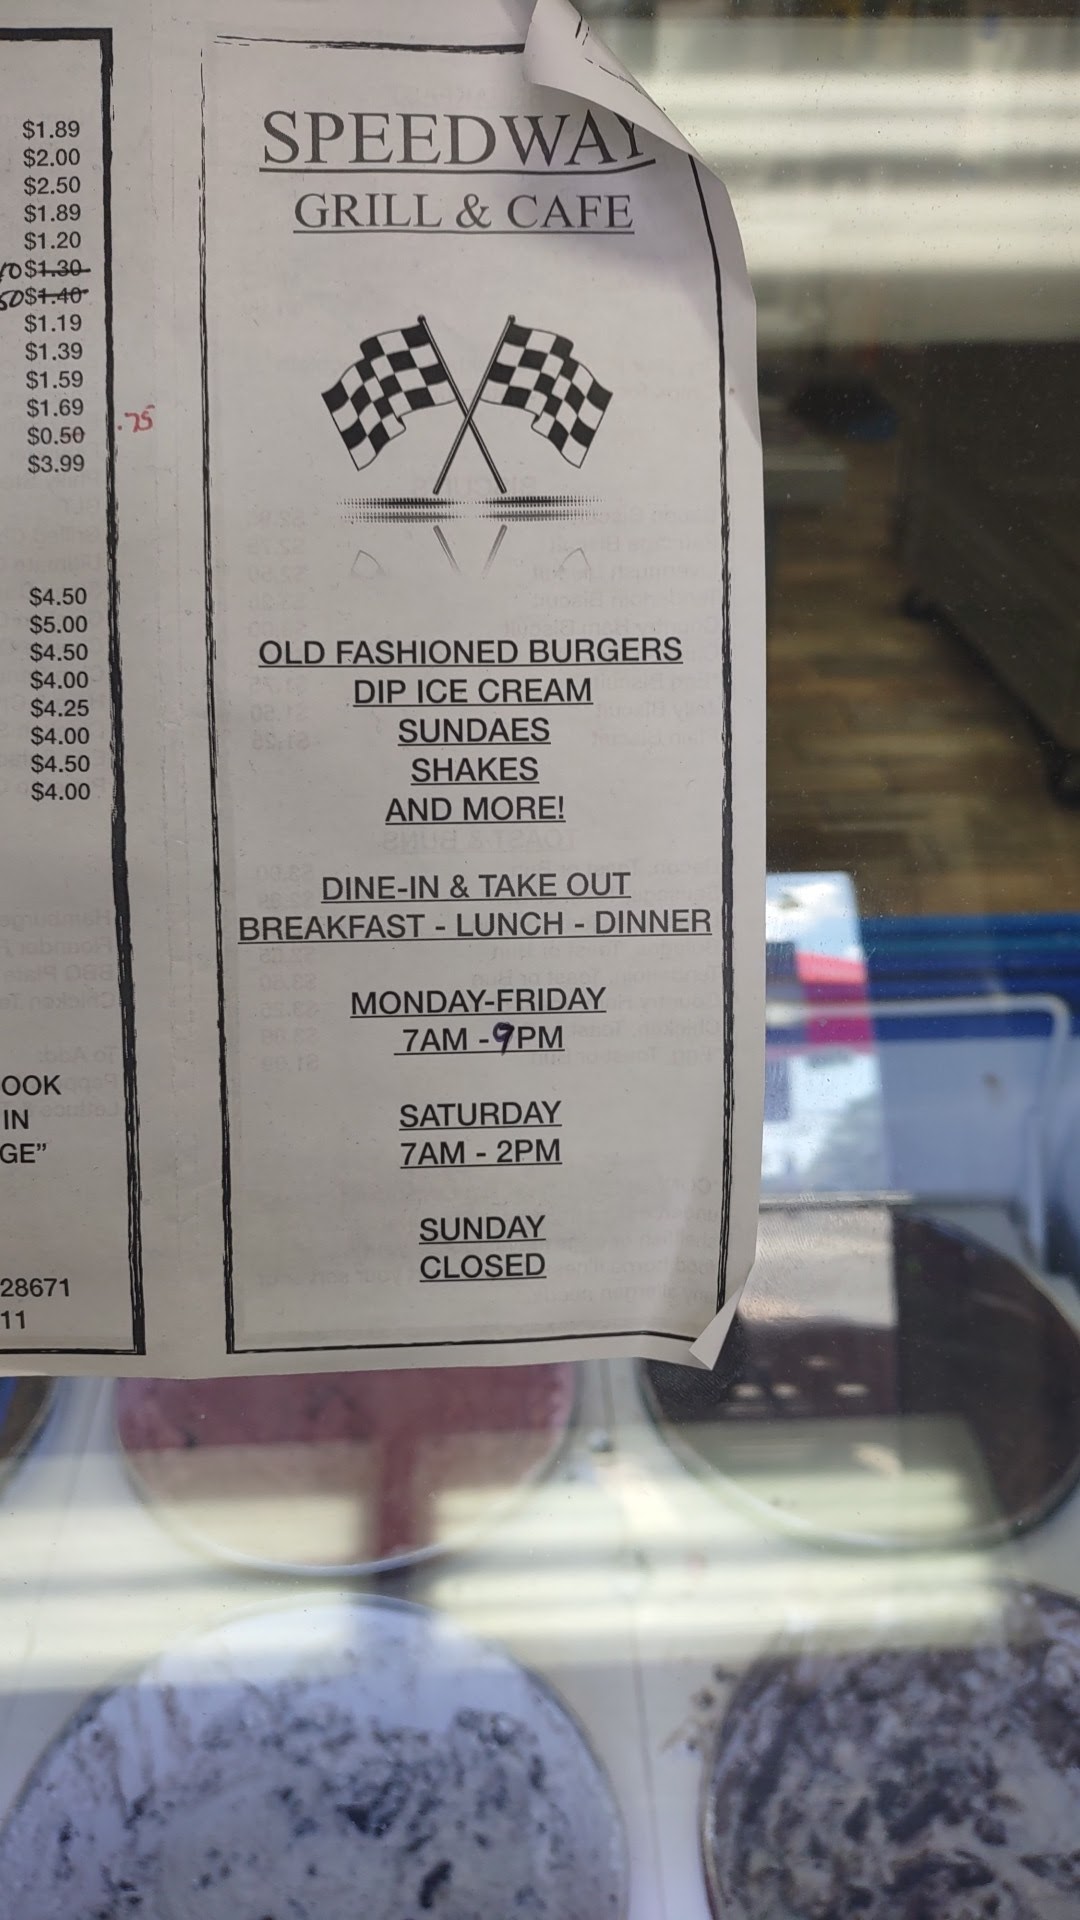 $1.89
$2.00
$2.50
$1.89
$1.20
$1.30
$1.40
$1.19
$1.39
$1.59
$1.69
$0.50 .75
$3.99
$4.50
$5.00
$4.50
$4.00
$4.25
$4.00
$4.50
$4.00
OOK
IN
GE”
28671
11
SPEEDWAY
GRILL & CAFE
OLD FASHIONED BURGERS
DIP ICE CREAM
SUNDAES
SHAKES
AND MORE!
DINE-IN & TAKE OUT
BREAKFAST - LUNCH - DINNER
MONDAY-FRIDAY
7AM -9PM
SATURDAY
7AM - 2PM
SUNDAY
CLOSED